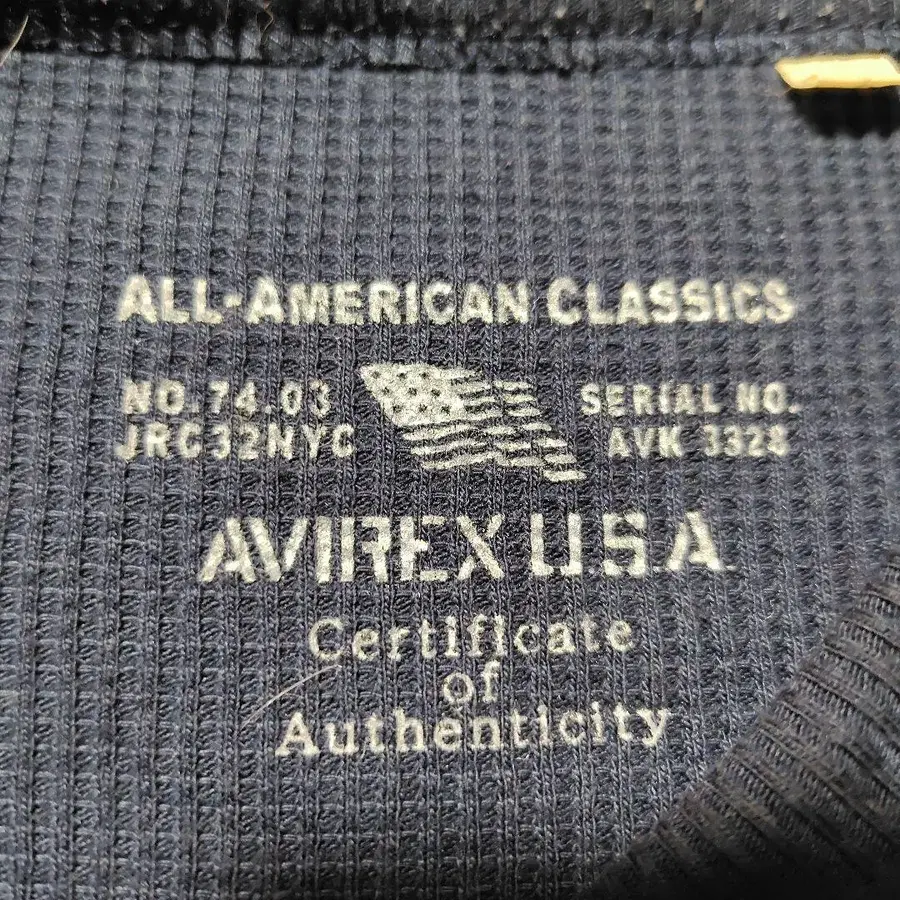 ALL-AMERICAN CLASSICS
NO.74.03
JRC32NYC
SERIAL NO.
AVK 3328
AVIREX U.S.A.
Certificate
of
Authenticity